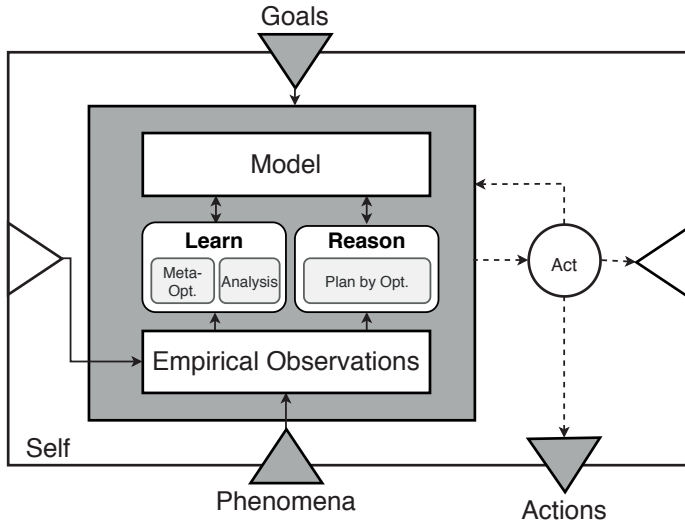 Goals
Model
Learn
Reason
Meta-
Opt.
Analysis
Plan by Opt.
Act
Empirical Observations
Self
Phenomena
Actions